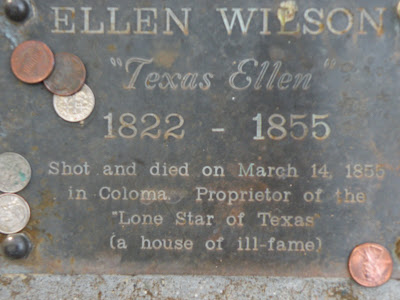 ELLEN WILSON
"Texas Ellen"
1822 - 1855
Shot and died on March 14, 1855
in Coloma. Proprietor of the
"Lone Star of Texas"
(a house of ill-fame)